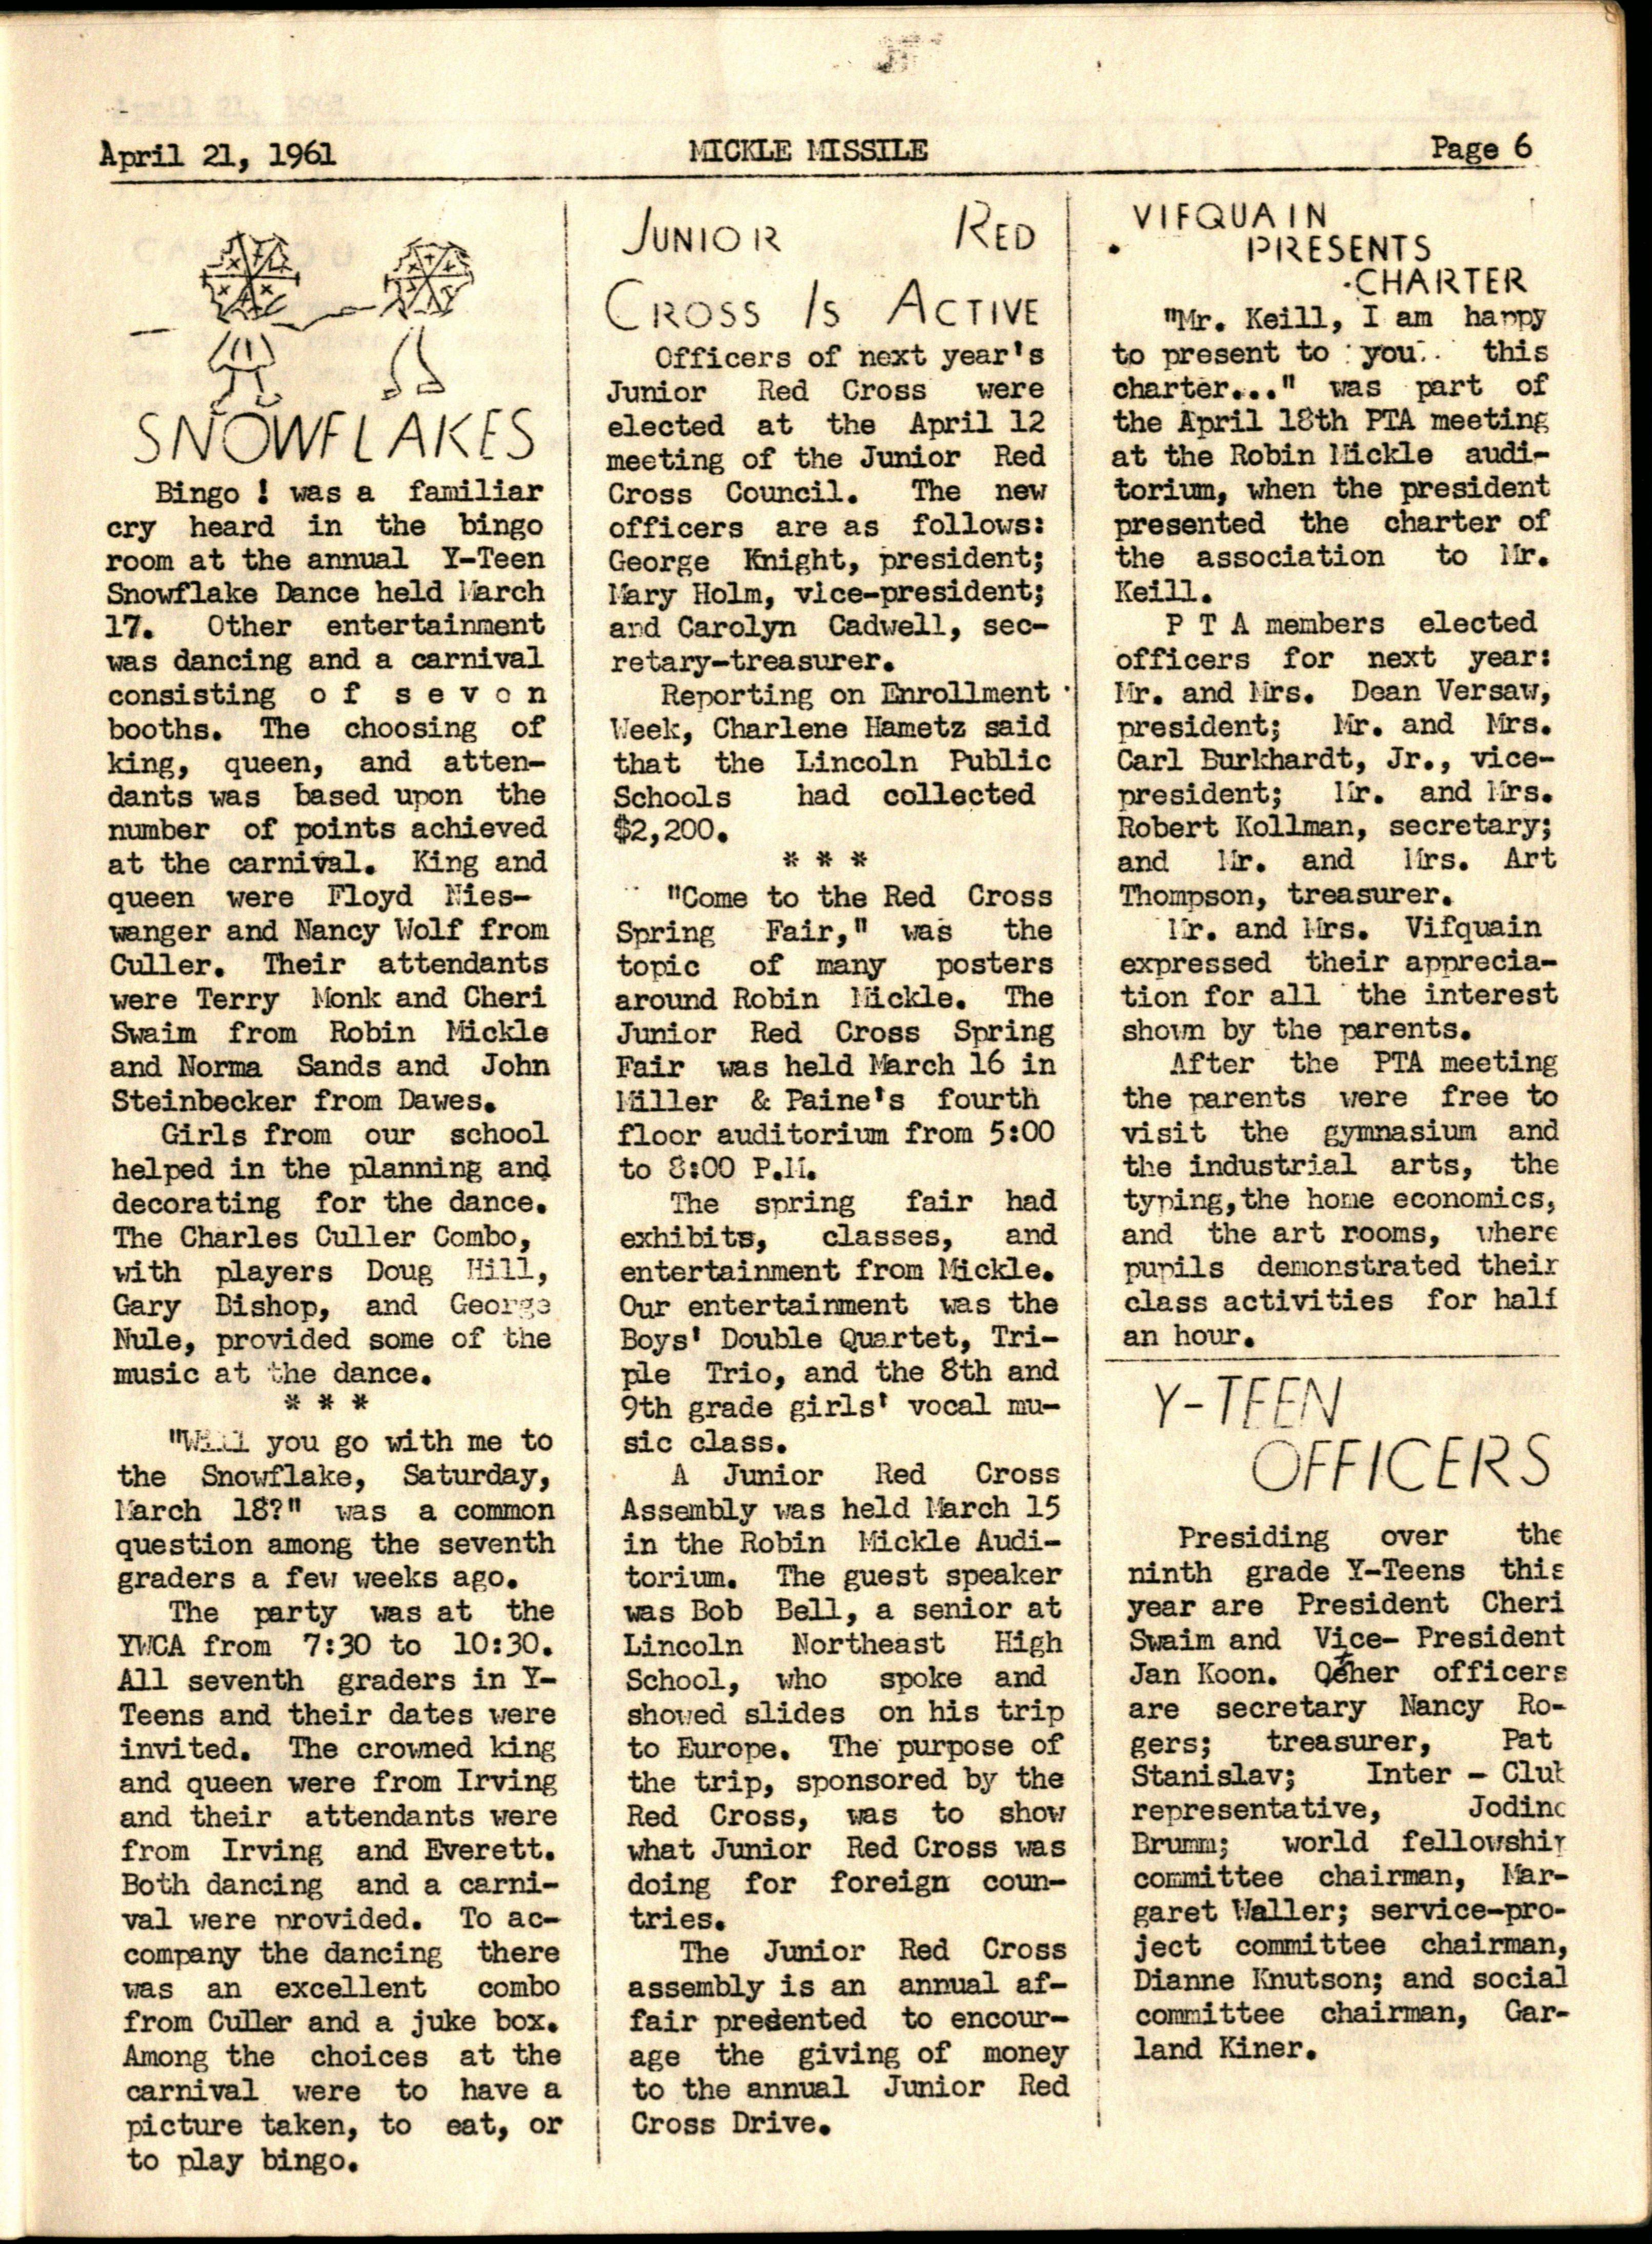 April 21, 1961
MICKLE MISSILE
Page 6
SNOWFLAKES
Bingo ! was a familiar
cry heard in the bingo
room at the annual Y-Teen
Snowflake Dance held March
17. Other entertainment
was dancing and a carnival
consisting o f s e v e n
booths. The choosing of
king, queen, and atten-
dants was based upon the
number of points achieved
at the carnival. King and
queen were Floyd Nies-
wanger and Nancy Wolf from
Culler. Their attendants
were Terry Monk and Cheri
Swaim from Robin Mickle
and Norma Sands and John
Steinbecker from Dawes.
Girls from our school
helped in the planning and
decorating for the dance.
The Charles Culler Combo,
with players Doug Hill,
Gary Bishop, and George
Nule, provided some of the
music at the dance.
* * *
"Will you go with me to
the Snowflake, Saturday,
March 18?" was a common
question among the seventh
graders a few weeks ago.
The party was at the
YWCA from 7:30 to 10:30.
All seventh graders in Y-
Teens and their dates were
invited. The crowned king
and queen were from Irving
and their attendants were
from Irving and Everett.
Both dancing and a carni-
val were provided. To ac-
company the dancing there
was an excellent combo
from Culler and a juke box.
Among the choices at the
carnival were to have a
picture taken, to eat, or
to play bingo.
JUNIOR RED
CROSS IS ACTIVE
Officers of next year's
Junior Red Cross were
elected at the April 12
meeting of the Junior Red
Cross Council. The new
officers are as follows:
George Knight, president;
Mary Holm, vice-president;
and Carolyn Cadwell, sec-
retary-treasurer.
Reporting on Enrollment
Week, Charlene Hametz said
that the Lincoln Public
Schools had collected
$2,200.
* * *
"Come to the Red Cross
Spring Fair," was the
topic of many posters
around Robin Mickle. The
Junior Red Cross Spring
Fair was held March 16 in
Miller & Paine's fourth
floor auditorium from 5:00
to 8:00 P.M.
The spring fair had
exhibits, classes, and
entertainment from Mickle.
Our entertainment was the
Boys' Double Quartet, Tri-
ple Trio, and the 8th and
9th grade girls' vocal mu-
sic class.
A Junior Red Cross
Assembly was held March 15
in the Robin Mickle Audi-
torium. The guest speaker
was Bob Bell, a senior at
Lincoln Northeast High
School, who spoke and
showed slides on his trip
to Europe. The purpose of
the trip, sponsored by the
Red Cross, was to show
what Junior Red Cross was
doing for foreign coun-
tries.
The Junior Red Cross
assembly is an annual af-
fair presented to encour-
age the giving of money
to the annual Junior Red
Cross Drive.
VIFQUAIN
PRESENTS
CHARTER
"Mr. Keill, I am happy
to present to you.. this
charter..." was part of
the April 18th PTA meeting
at the Robin Mickle audi-
torium, when the president
presented the charter of
the association to Mr.
Keill.
P T A members elected
officers for next year:
Mr. and Mrs. Dean Versaw,
president; Mr. and Mrs.
Carl Burkhardt, Jr., vice-
president; Mr. and Mrs.
Robert Kollman, secretary;
and Mr. and Mrs. Art
Thompson, treasurer.
Mr. and Mrs. Vifquain
expressed their apprecia-
tion for all the interest
shown by the parents.
After the PTA meeting
the parents were free to
visit the gymnasium and
the industrial arts, the
typing, the home economics,
and the art rooms, where
pupils demonstrated their
class activities for half
an hour.
Y-TEEN
OFFICERS
Presiding over the
ninth grade Y-Teens this
year are President Cheri
Swaim and Vice- President
Jan Koon. Other officers
are secretary Nancy Ro-
gers; treasurer, Pat
Stanislav; Inter - Club
representative, Jodine
Brumm; world fellowship
committee chairman, Mar-
garet Waller; service-pro-
ject committee chairman,
Dianne Knutson; and social
committee chairman, Gar-
land Kiner.